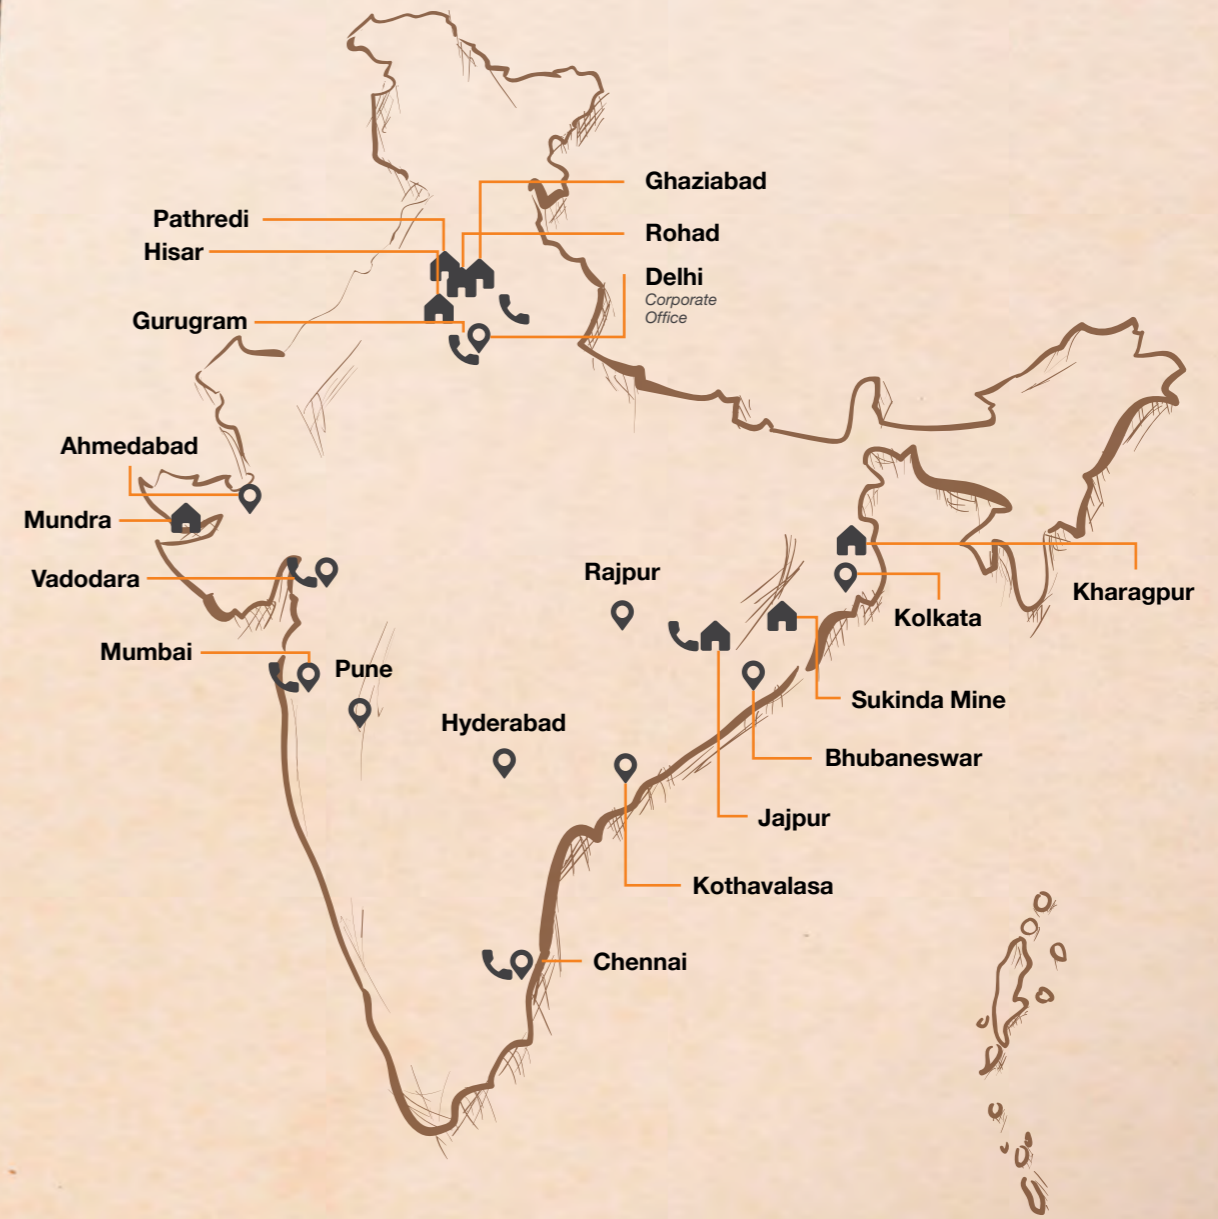 Ghaziabad
Pathredi
Rohad
Hisar
Delhi
Corporate
Office
Gurugram
Ahmedabad
Mundra
Vadodara
Rajpur
Kharagpur
Kolkata
Mumbai
Pune
Sukinda Mine
Hyderabad
Bhubaneswar
Jajpur
Kothavalasa
Chennai